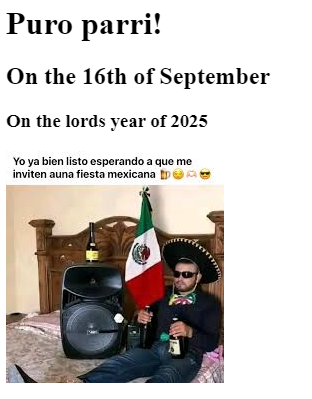 Puro parri!
On the 16th of September
On the lords year of 2025
Yo ya bien listo esperando a que me
inviten auna fiesta mexicana 🍺😏🫶🏻😎